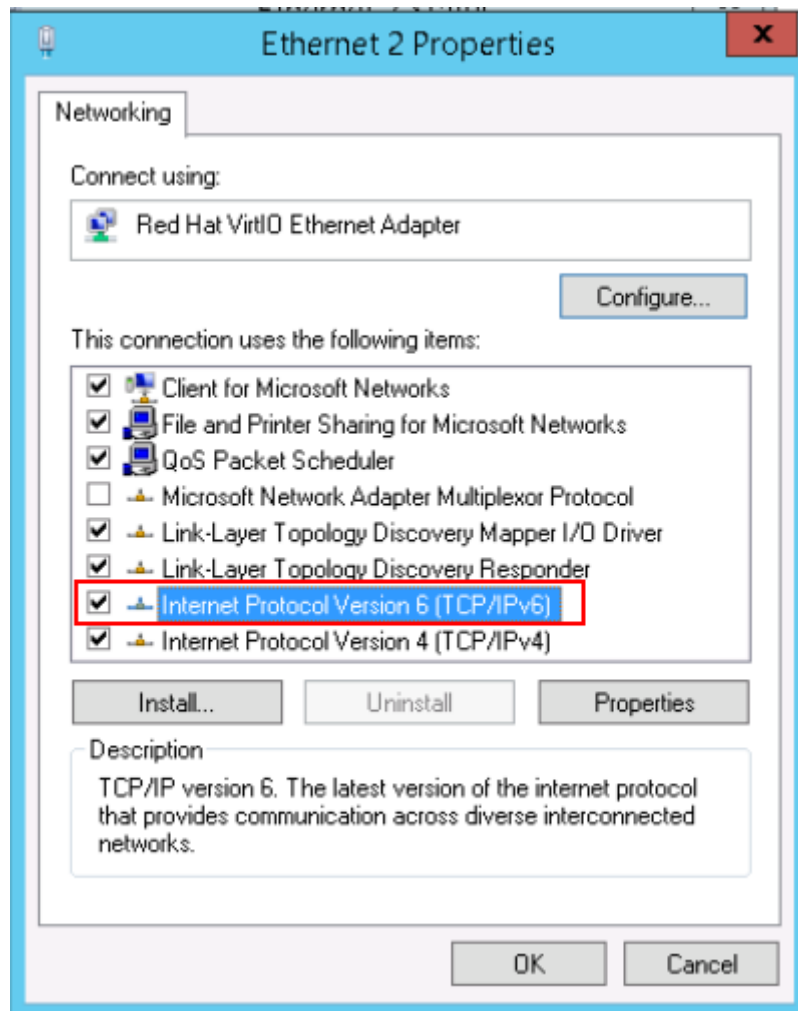 Ethernet 2 Properties
x
Networking
Connect using:
Red Hat VirtIO Ethernet Adapter
Configure...
This connection uses the following items:
Client for Microsoft Networks
File and Printer Sharing for Microsoft Networks
QoS Packet Scheduler
Microsoft Network Adapter Multiplexor Protocol
Link-Layer Topology Discovery Mapper I/O Driver
Link-Layer Topology Discovery Responder
Internet Protocol Version 6 (TCP/IPv6)
Internet Protocol Version 4 (TCP/IPv4)
Install... Uninstall Properties
Description
TCP/IP version 6. The latest version of the internet protocol
that provides communication across diverse interconnected
networks.
OK Cancel